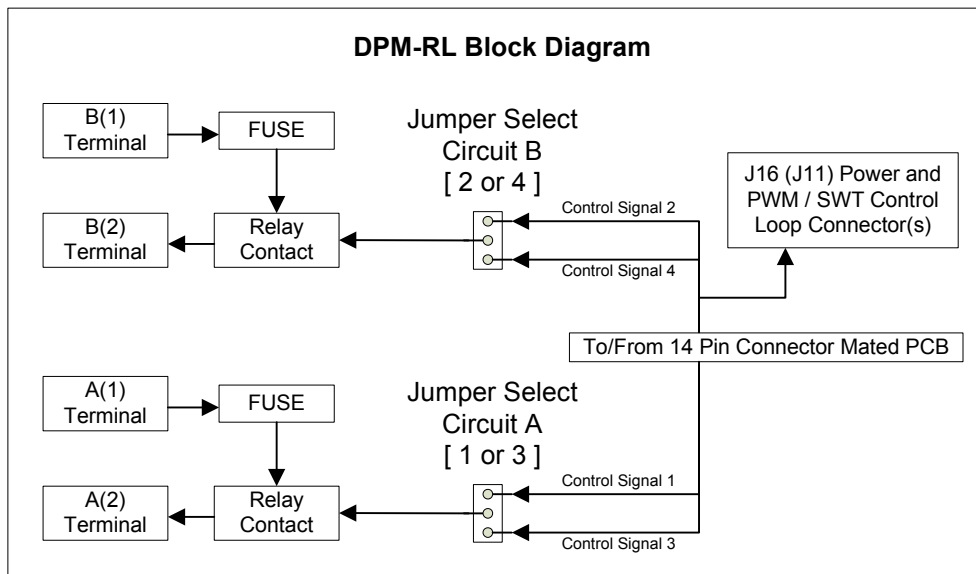 DPM-RL Block Diagram
B(1)
Terminal
FUSE
B(2)
Terminal
Relay
Contact
Jumper Select
Circuit B
[ 2 or 4 ]
Control Signal 2
Control Signal 4
J16 (J11) Power and
PWM / SWT Control
Loop Connector(s)
To/From 14 Pin Connector Mated PCB
A(1)
Terminal
FUSE
A(2)
Terminal
Relay
Contact
Jumper Select
Circuit A
[ 1 or 3 ]
Control Signal 1
Control Signal 3